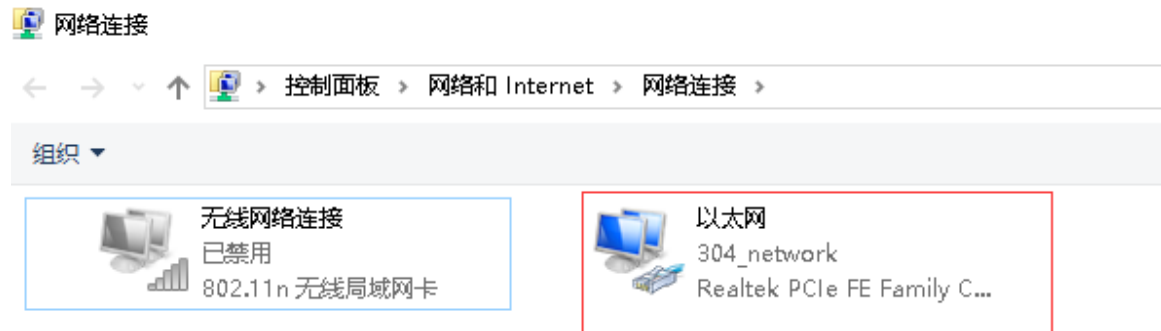 网络连接
控制面板 > 网络和 Internet > 网络连接 >
组织
无线网络连接
已禁用
802.11n 无线局域网卡
以太网
304_network
Realtek PCIe FE Family C...